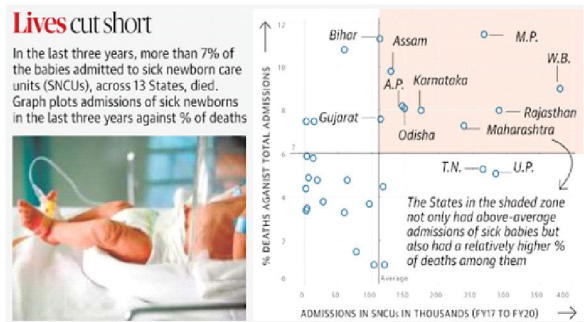 Lives cut short
In the last three years, more than 7% of
the babies admitted to sick newborn care
units (SNCUs), across 13 States, died.
Graph plots admissions of sick newborns
in the last three years against % of deaths
% DEATHS AGANIST TOTAL ADMISSIONS
12
10
8
7
6
4
2
0
Bihar
Assam
M.P.
W.B.
A.P.
Karnataka
Gujarat
Odisha
Rajasthan
Maharashtra
T.N.
U.P.
The States in the shaded zone
not only had above-average
admissions of sick babies but
also had a relatively higher %
of deaths among them
Average
0
50
100
150
200
250
300
350
400
ADMISSIONS IN SNCUs IN THOUSANDS (FY17 TO FY20)